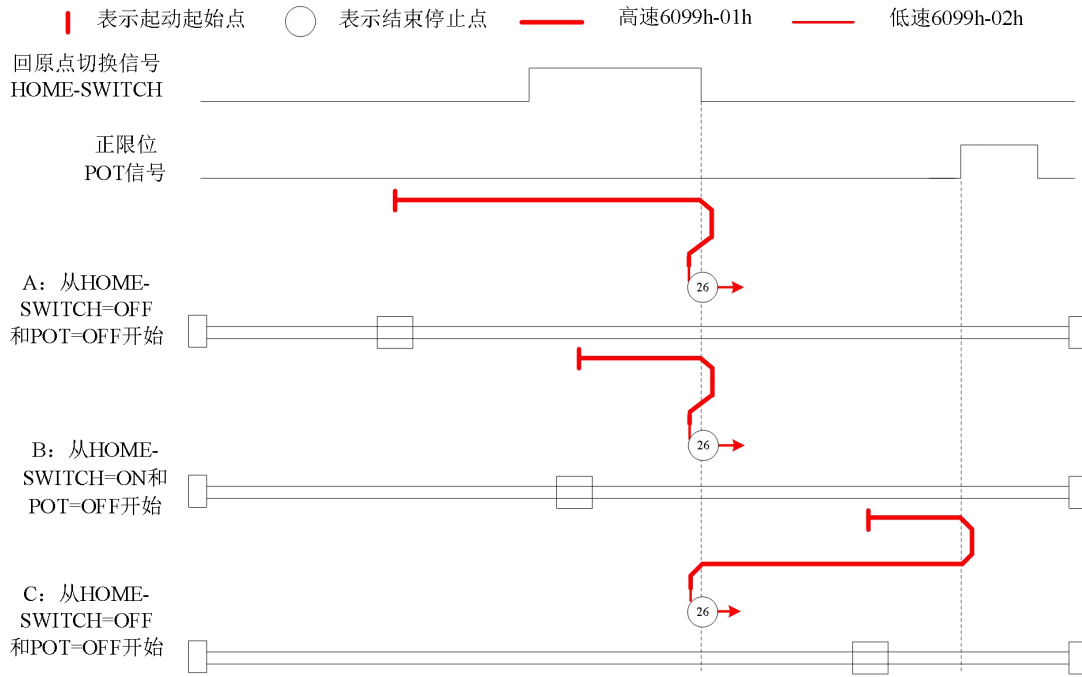 表示起动起始点 表示结束停止点 高速6099h-01h 低速6099h-02h
回原点切换信号
HOME-SWITCH
正限位
POT信号
26
A：从HOME-
SWITCH=OFF
和POT=OFF开始
26
B：从HOME-
SWITCH=ON和
POT=OFF开始
26
C：从HOME-
SWITCH=OFF
和POT=OFF开始